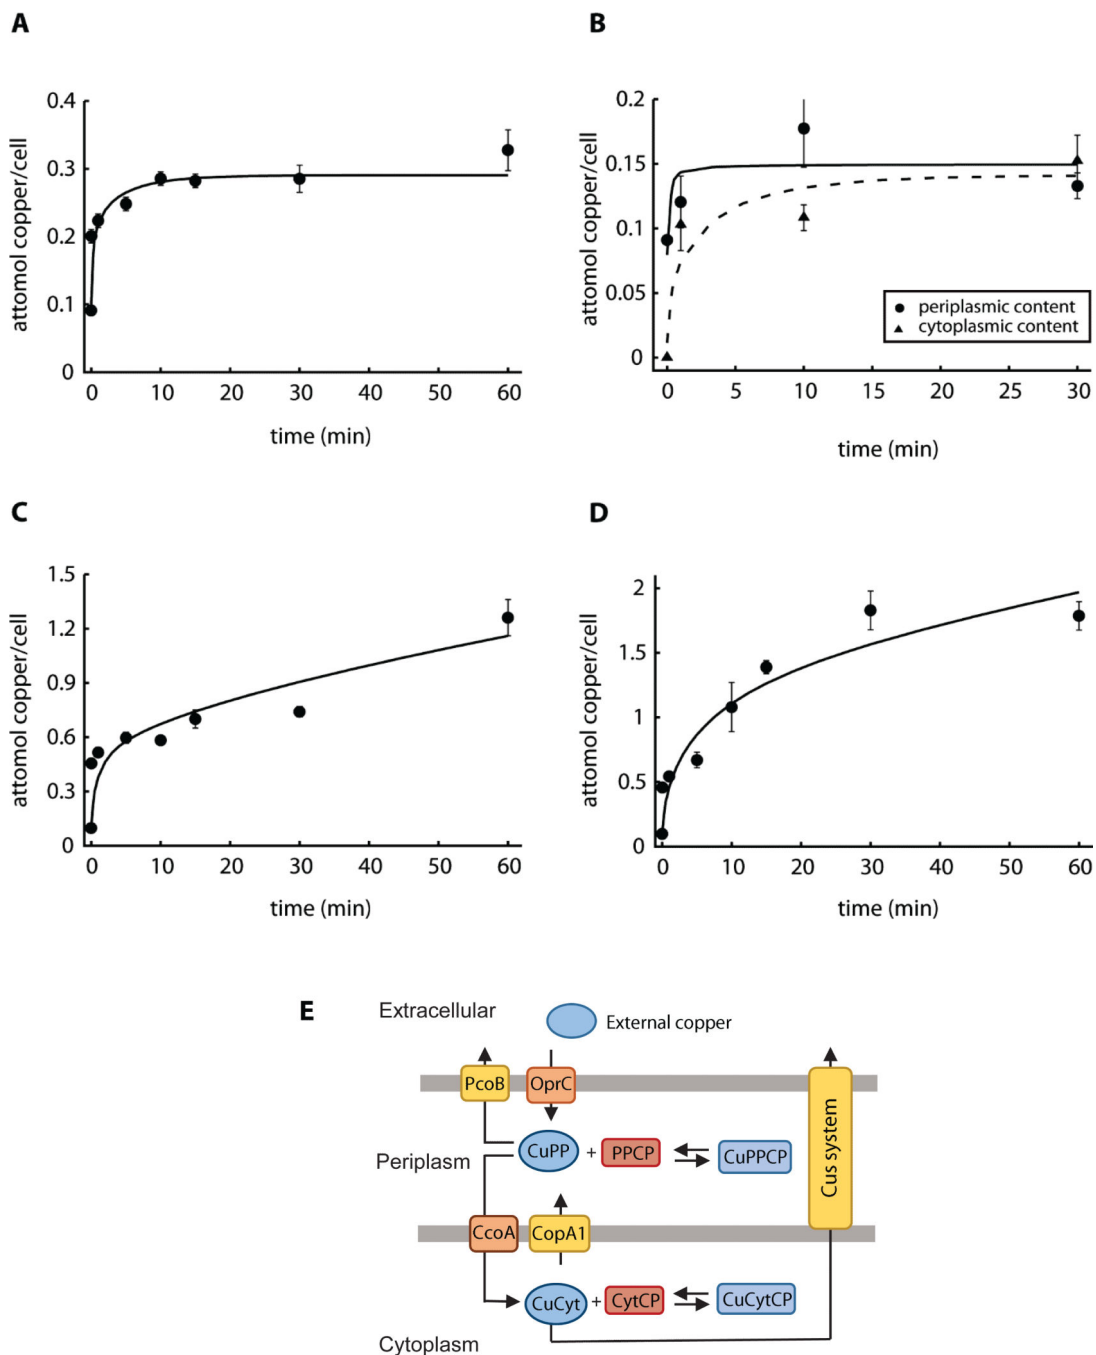 A
attomol copper/cell
0.4
0.3
0.2
0.1
0
0 10 20 30 40 50 60
time (min)
B
attomol copper/cell
0.2
0.15
0.1
0.05
0
periplasmic content
cytoplasmic content
0 5 10 15 20 25 30
time (min)
C
attomol copper/cell
1.5
1.2
0.9
0.6
0.3
0
0 10 20 30 40 50 60
time (min)
D
attomol copper/cell
2
1.5
1
0.5
0
0 10 20 30 40 50 60
time (min)
E
Extracellular
External copper
PcoB
OprC
Periplasm
CuPP + PPCP
CuPPCP
Cus system
CcoA
CopA1
CuCyt + CytCP
CuCytCP
Cytoplasm